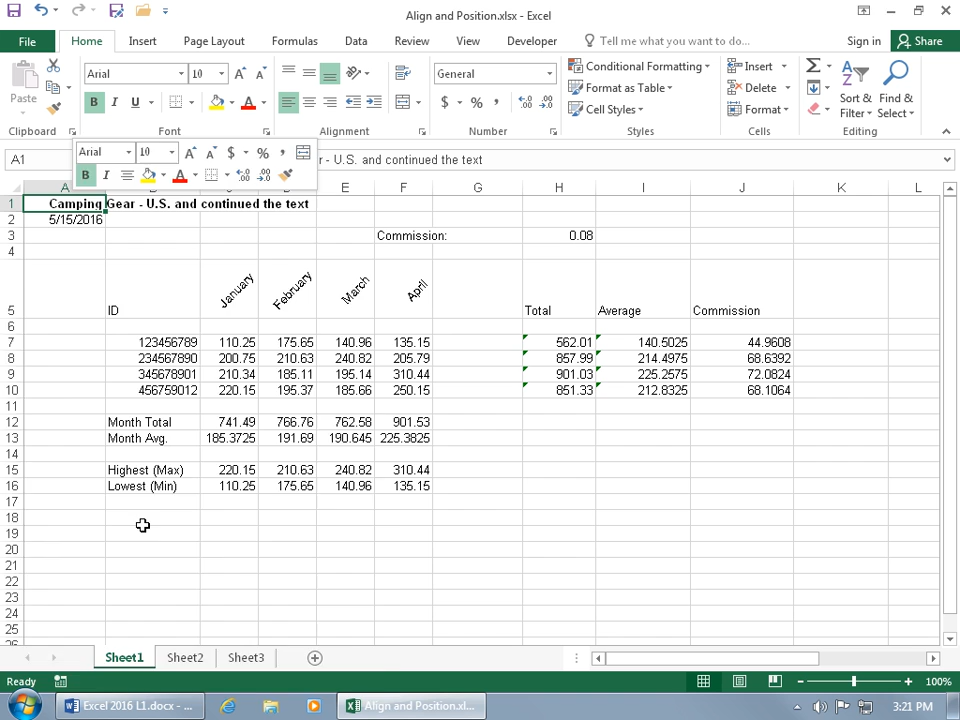 Align and Position.xlsx - Excel
File Home Insert Page Layout Formulas Data Review View Developer Tell me what you want to do... Sign in Share
Paste
Arial 10
B I U
General
$ % ,
Conditional Formatting
Format as Table
Cell Styles
Insert
Delete
Format
Sort & Filter
Find & Select
Clipboard Font Alignment Number Styles Cells Editing
Arial 10 $ % ,
B I
A1 r - U.S. and continued the text
A E F G H I J K L
1 Camping Gear - U.S. and continued the text
2 5/15/2016
3 Commission: 0.08
4
5 ID January February March April Total Average Commission
6
7 123456789 110.25 175.65 140.96 135.15 562.01 140.5025 44.9608
8 234567890 200.75 210.63 240.82 205.79 857.99 214.4975 68.6392
9 345678901 210.34 185.11 195.14 310.44 901.03 225.2575 72.0824
10 456759012 220.15 195.37 185.66 250.15 851.33 212.8325 68.1064
11
12 Month Total 741.49 766.76 762.58 901.53
13 Month Avg. 185.3725 191.69 190.645 225.3825
14
15 Highest (Max) 220.15 210.63 240.82 310.44
16 Lowest (Min) 110.25 175.65 140.96 135.15
17
18
19
20
21
22
23
24
25
Sheet1 Sheet2 Sheet3
Ready 100%
Excel 2016 L1.docx - ... Align and Position.xl... 3:21 PM